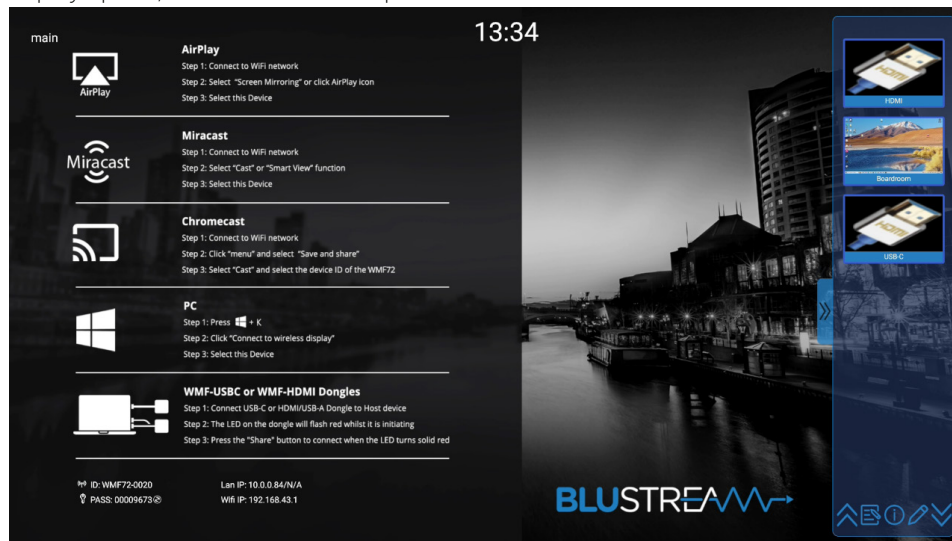 main
13:34
AirPlay
Step 1: Connect to WiFi network
Step 2: Select "Screen Mirroring" or click AirPlay icon
Step 3: Select this Device
AirPlay
Miracast
Step 1: Connect to WiFi network
Step 2: Select "Cast" or "Smart View" function
Step 3: Select this Device
Miracast
Chromecast
Step 1: Connect to WiFi network
Step 2: Click "menu" and select "Save and share"
Step 3: Select "Cast" and select the device ID of the WMF72
PC
Step 1: Press + K
Step 2: Click "Connect to wireless display"
Step 3: Select this Device
WMF-USBC or WMF-HDMI Dongles
Step 1: Connect USB-C or HDMI/USB-A Dongle to Host device
Step 2: The LED on the dongle will flash red whilst it is initiating
Step 3: Press the "Share" button to connect when the LED turns solid red
ID: WMF72-0020
PASS: 00009673
Lan IP: 10.0.0.84/N/A
Wifi IP: 192.168.43.1
BLUSTREAM
HDMI
HDMI
Boardroom
HDMI
USB-C